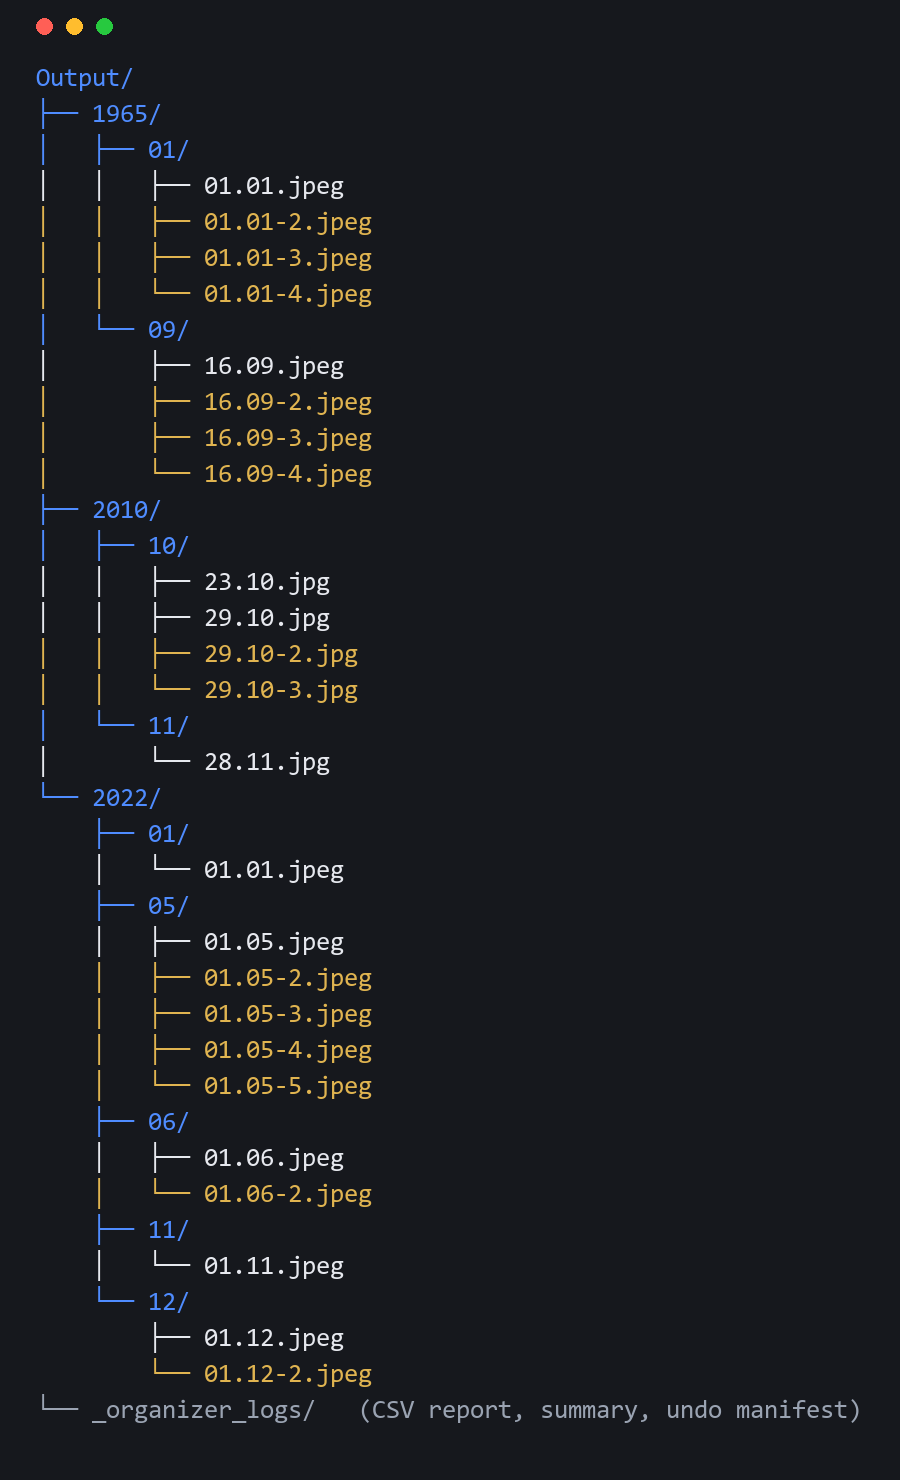 Output/
├── 1965/
│   ├── 01/
│   │   ├── 01.01.jpeg
│   │   ├── 01.01-2.jpeg
│   │   ├── 01.01-3.jpeg
│   │   └── 01.01-4.jpeg
│   └── 09/
│       ├── 16.09.jpeg
│       ├── 16.09-2.jpeg
│       ├── 16.09-3.jpeg
│       └── 16.09-4.jpeg
├── 2010/
│   ├── 10/
│   │   ├── 23.10.jpg
│   │   ├── 29.10.jpg
│   │   ├── 29.10-2.jpg
│   │   └── 29.10-3.jpg
│   └── 11/
│       └── 28.11.jpg
└── 2022/
    ├── 01/
    │   └── 01.01.jpeg
    ├── 05/
    │   ├── 01.05.jpeg
    │   ├── 01.05-2.jpeg
    │   ├── 01.05-3.jpeg
    │   ├── 01.05-4.jpeg
    │   └── 01.05-5.jpeg
    ├── 06/
    │   ├── 01.06.jpeg
    │   └── 01.06-2.jpeg
    ├── 11/
    │   └── 01.11.jpeg
    └── 12/
        ├── 01.12.jpeg
        └── 01.12-2.jpeg
└── _organizer_logs/   (CSV report, summary, undo manifest)